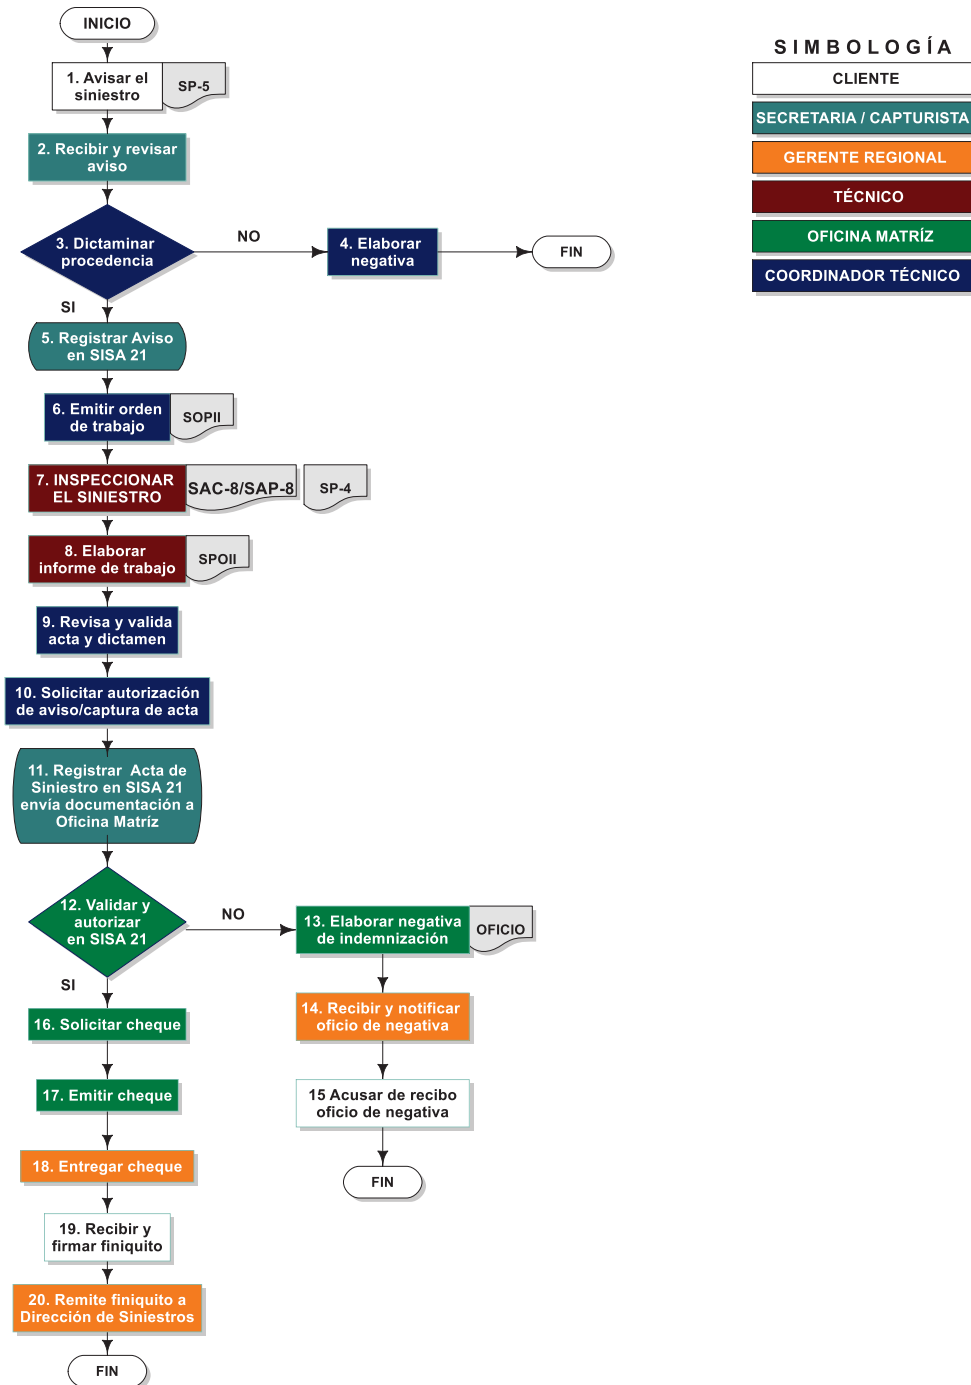 INICIO
1. Avisar el
siniestro
SP-5
2. Recibir y revisar
aviso
3. Dictaminar
procedencia
NO
4. Elaborar
negativa
FIN
SI
5. Registrar Aviso
en SISA 21
6. Emitir orden
de trabajo
SOPII
7. INSPECCIONAR
EL SINIESTRO
SAC-8/SAP-8
SP-4
8. Elaborar
informe de trabajo
SPOII
9. Revisa y valida
acta y dictamen
10. Solicitar autorización
de aviso/captura de acta
11. Registrar Acta de
Siniestro en SISA 21
envía documentación a
Oficina Matríz
12. Validar y
autorizar
en SISA 21
NO
13. Elaborar negativa
de indemnización
OFICIO
14. Recibir y notificar
oficio de negativa
15 Acusar de recibo
oficio de negativa
FIN
SI
16. Solicitar cheque
17. Emitir cheque
18. Entregar cheque
19. Recibir y
firmar finiquito
20. Remite finiquito a
Dirección de Siniestros
FIN
SIMBOLOGÍA
CLIENTE
SECRETARIA / CAPTURISTA
GERENTE REGIONAL
TÉCNICO
OFICINA MATRÍZ
COORDINADOR TÉCNICO